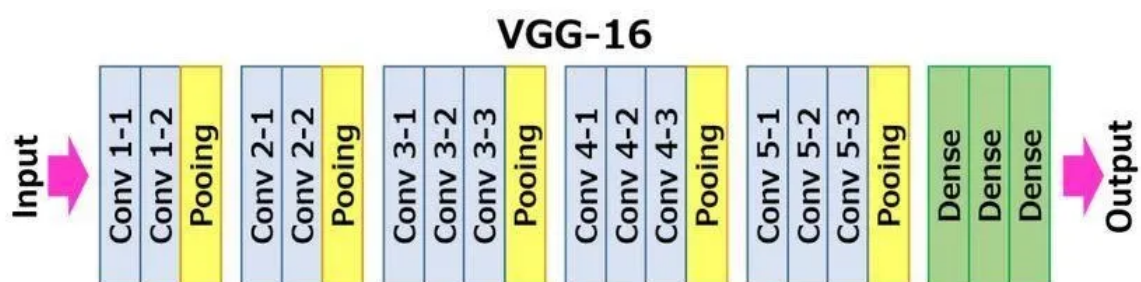 VGG-16
Input
Conv 1-1
Conv 1-2
Pooing
Conv 2-1
Conv 2-2
Pooing
Conv 3-1
Conv 3-2
Conv 3-3
Pooing
Conv 4-1
Conv 4-2
Conv 4-3
Pooing
Conv 5-1
Conv 5-2
Conv 5-3
Pooing
Dense
Dense
Dense
Output